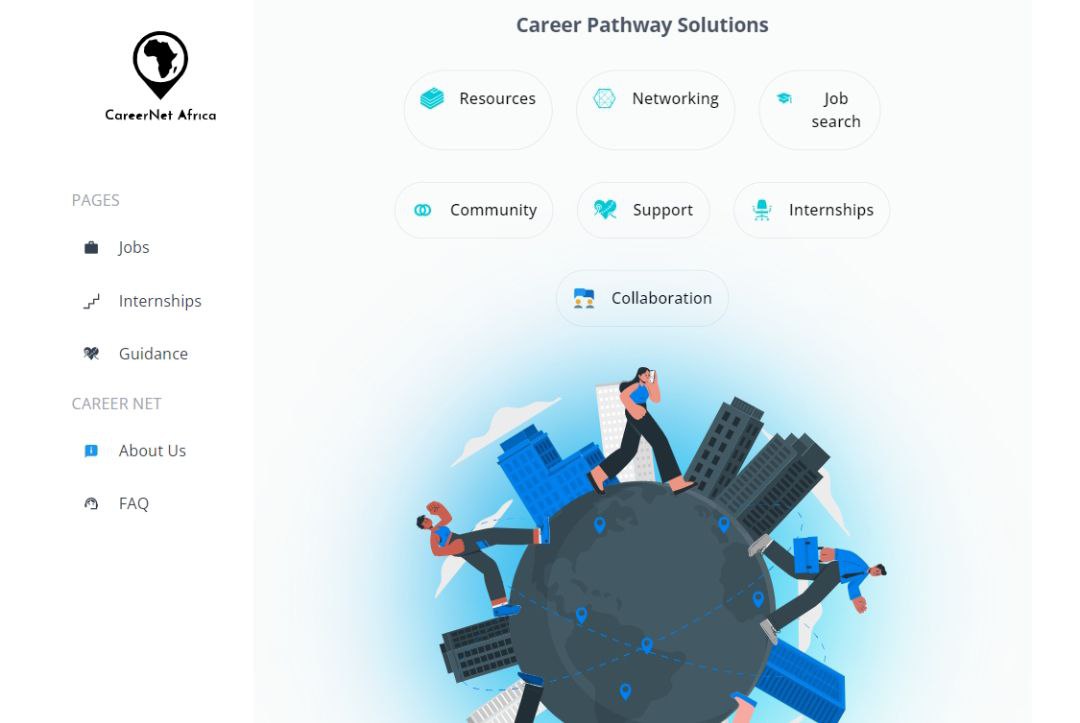 CareerNet Africa
PAGES
Jobs
Internships
Guidance
CAREER NET
About Us
FAQ
Career Pathway Solutions
Resources
Networking
Job
search
Community
Support
Internships
Collaboration